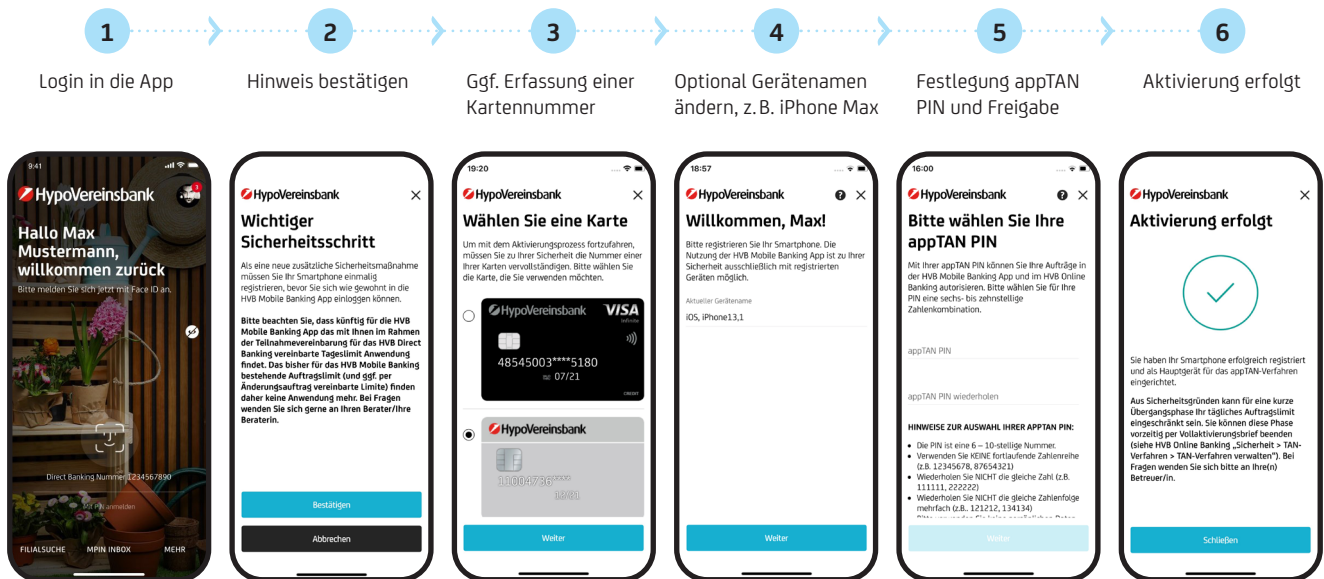 1
2
3
4
5
6
Login in die App
Hinweis bestätigen
Ggf. Erfassung einer
Kartennummer
Optional Gerätenamen
ändern, z. B. iPhone Max
Festlegung appTAN
PIN und Freigabe
Aktivierung erfolgt
9:41
3
HypoVereinsbank
Hallo Max
Mustermann,
willkommen zurück
Bitte melden Sie sich jetzt mit Face ID an.
Direct Banking Nummer 1234567890
Mit PIN anmelden
FILIALSUCHE MPIN INBOX MEHR
HypoVereinsbank
Wichtiger
Sicherheitsschritt
Als eine neue zusätzliche Sicherheitsmaßnahme
müssen Sie Ihr Smartphone einmalig
registrieren, bevor Sie sich wie gewohnt in die
HVB Mobile Banking App einloggen können.
Bitte beachten Sie, dass künftig für die HVB
Mobile Banking App das mit Ihnen im Rahmen
der Teilnahmevereinbarung für das HVB Direct
Banking vereinbarte Tageslimit Anwendung
findet. Das bisher für das HVB Mobile Banking
bestehende Auftragslimit (und ggf. per
Änderungsauftrag vereinbarte Limite) finden
daher keine Anwendung mehr. Bei Fragen
wenden Sie sich gerne an Ihren Berater/Ihre
Beraterin.
Bestätigen
Abbrechen
19:20
HypoVereinsbank
Wählen Sie eine Karte
Um mit dem Aktivierungsprozess fortzufahren,
müssen Sie zu Ihrer Sicherheit die Nummer einer
Ihrer Karten vervollständigen. Bitte wählen Sie
die Karte, die Sie verwenden möchten.
HypoVereinsbank VISA
Infinite
48545003****5180
07/21
CREDIT
HypoVereinsbank
11004736****
Weiter
18:57
HypoVereinsbank ?
Willkommen, Max!
Bitte registrieren Sie Ihr Smartphone. Die
Nutzung der HVB Mobile Banking App ist zu Ihrer
Sicherheit ausschließlich mit registrierten
Geräten möglich.
Aktueller Gerätename
iOS, iPhone13,1
Weiter
16:00
HypoVereinsbank ?
Bitte wählen Sie Ihre
appTAN PIN
Mit Ihrer appTAN PIN können Sie Ihre Aufträge in
der HVB Mobile Banking App und im HVB Online
Banking autorisieren. Bitte wählen Sie für Ihre
PIN eine sechs- bis zehnstellige
Zahlenkombination.
appTAN PIN
appTAN PIN wiederholen
HINWEISE ZUR AUSWAHL IHRER APPTAN PIN:
• Die PIN ist eine 6 – 10-stellige Nummer.
• Verwenden Sie KEINE fortlaufende Zahlenreihe
(z.B. 12345678, 87654321)
• Wiederholen Sie NICHT die gleiche Zahl (z.B.
111111, 222222)
• Wiederholen Sie NICHT die gleiche Zahlenfolge
mehrfach (z.B.. 121212, 134134)
Weiter
HypoVereinsbank
Aktivierung erfolgt
Sie haben Ihr Smartphone erfolgreich registriert
und als Hauptgerät für das appTAN-Verfahren
eingerichtet.
Aus Sicherheitsgründen kann für eine kurze
Übergangsphase Ihr tägliches Auftragslimit
eingeschränkt sein. Sie können diese Phase
vorzeitig per Vollaktivierungsbrief beenden
(siehe HVB Online Banking „Sicherheit > TAN-
Verfahren > TAN-Verfahren verwalten"). Bei
Fragen wenden Sie sich bitte an Ihre(n)
Betreuer/in.
Schließen